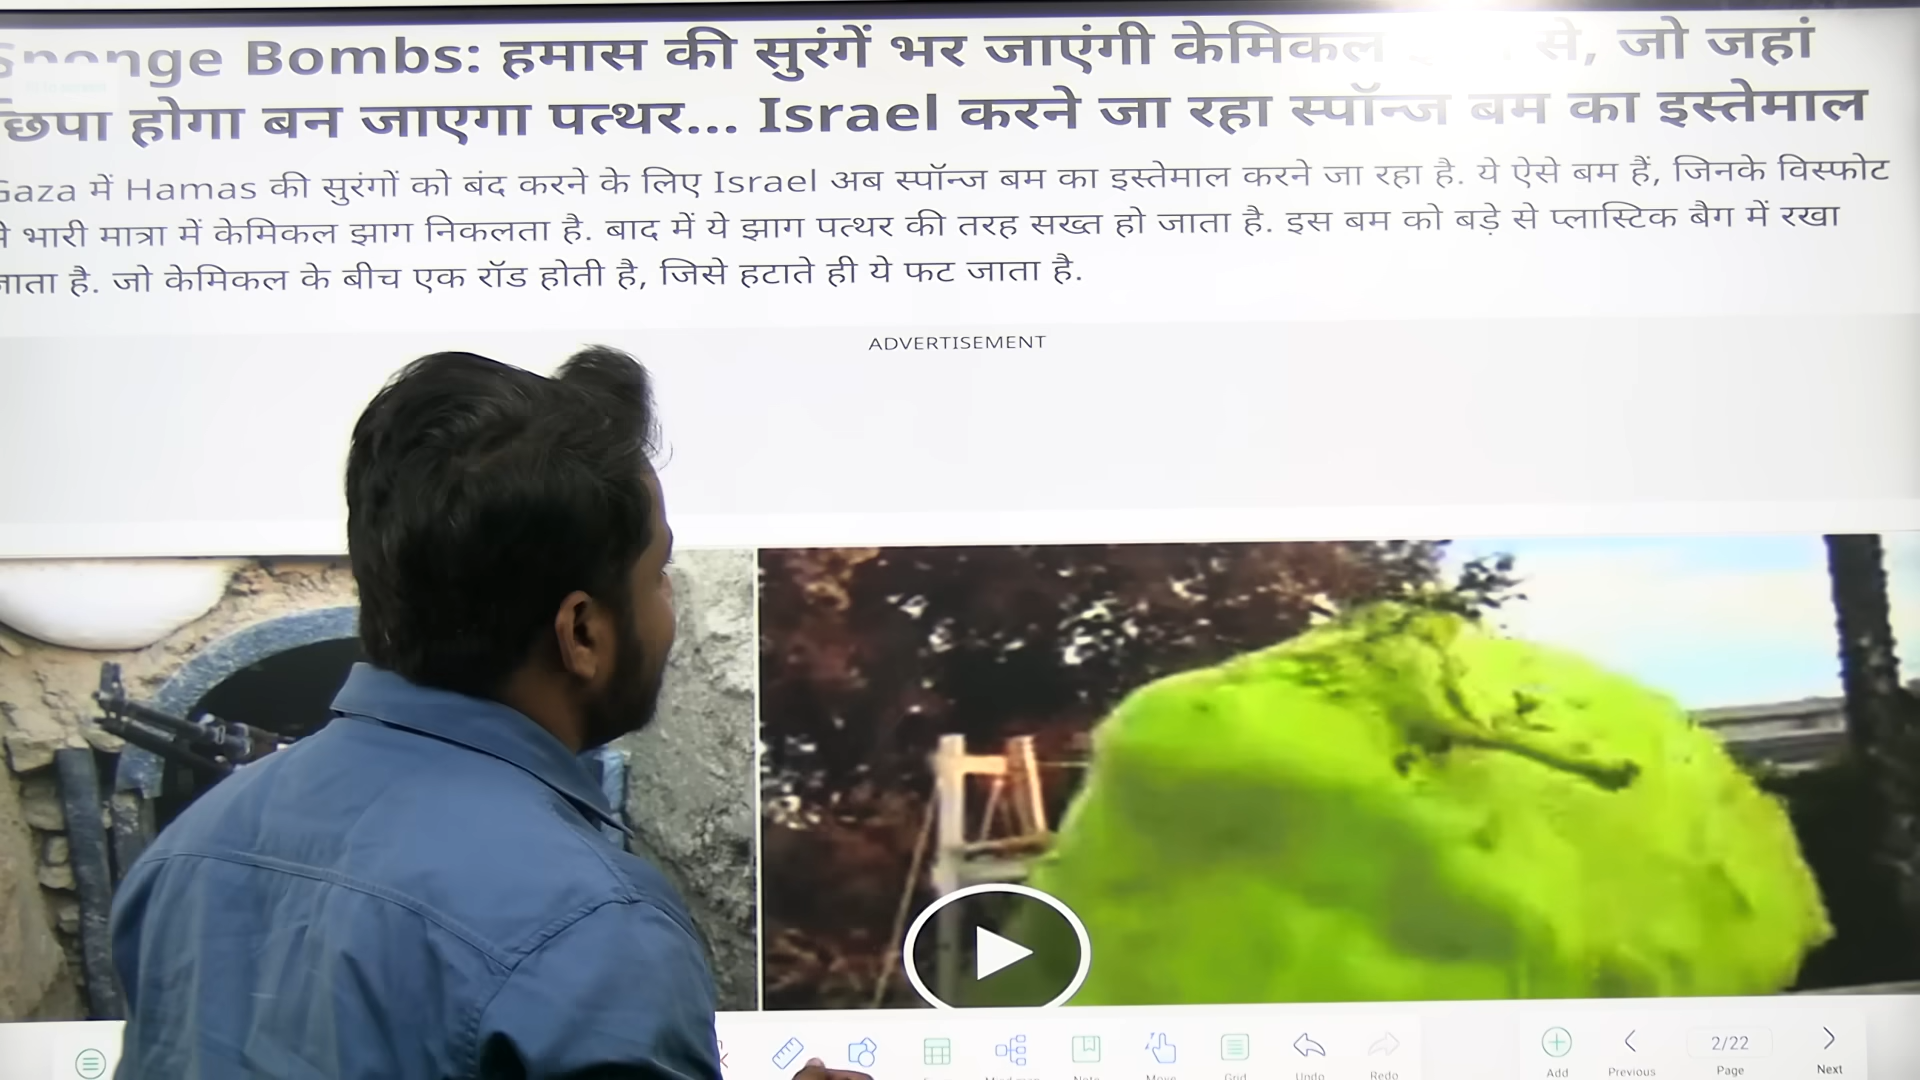 Sponge Bombs: हमास की सुरंगें भर जाएंगी केमिकल से, जो जहां
छिपा होगा बन जाएगा पत्थर... Israel करने जा रहा स्पॉन्ज बम का इस्तेमाल
Gaza में Hamas की सुरंगों को बंद करने के लिए Israel अब स्पॉन्ज बम का इस्तेमाल करने जा रहा है. ये ऐसे बम हैं, जिनके विस्फोट
से भारी मात्रा में केमिकल झाग निकलता है. बाद में ये झाग पत्थर की तरह सख्त हो जाता है. इस बम को बड़े से प्लास्टिक बैग में रखा
जाता है. जो केमिकल के बीच एक रॉड होती है, जिसे हटाते ही ये फट जाता है.
ADVERTISEMENT
2/22
Move Grid Undo Redo Add Previous Page Next